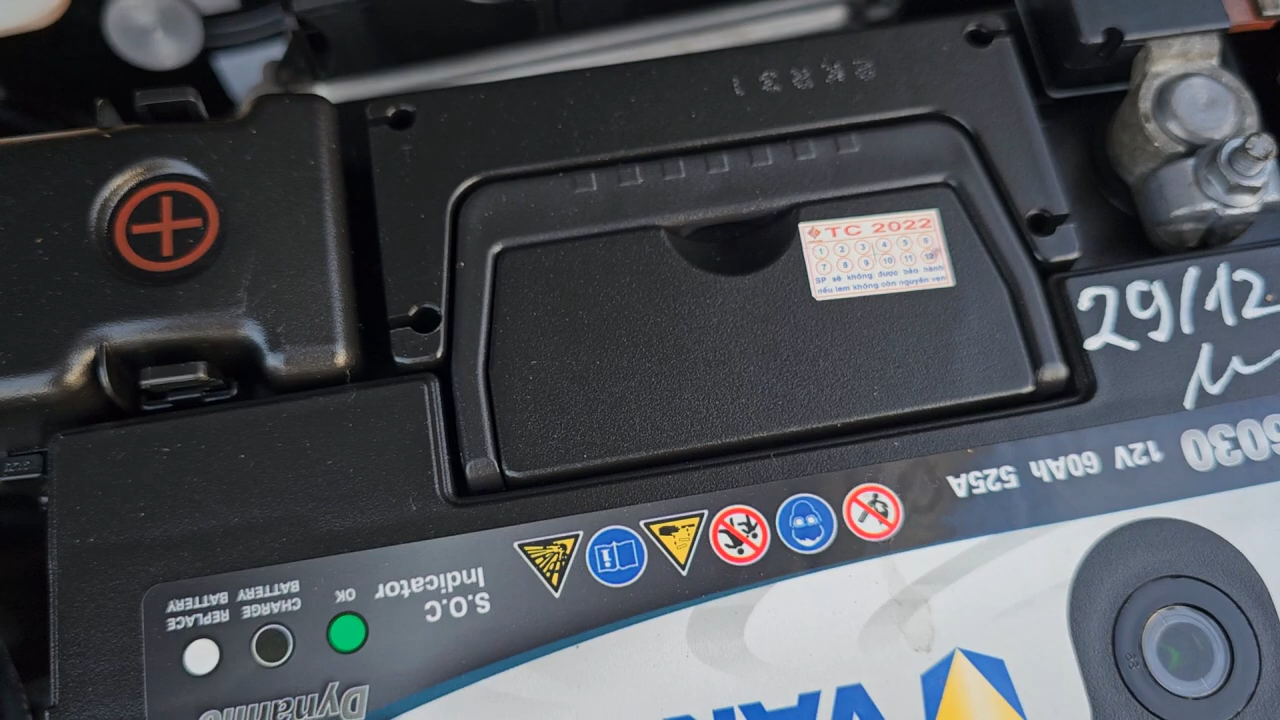 2KR31
TC 2022
1 2 3 4 5 6
7 8 9 10 11 12
SP sẽ không được bảo hành
nếu tem không còn nguyên vẹn
29/12
6030 12V 60Ah 525A
S.O.C
Indicator
OK
CHARGE
BATTERY
REPLACE
BATTERY
Dynamic
VAR